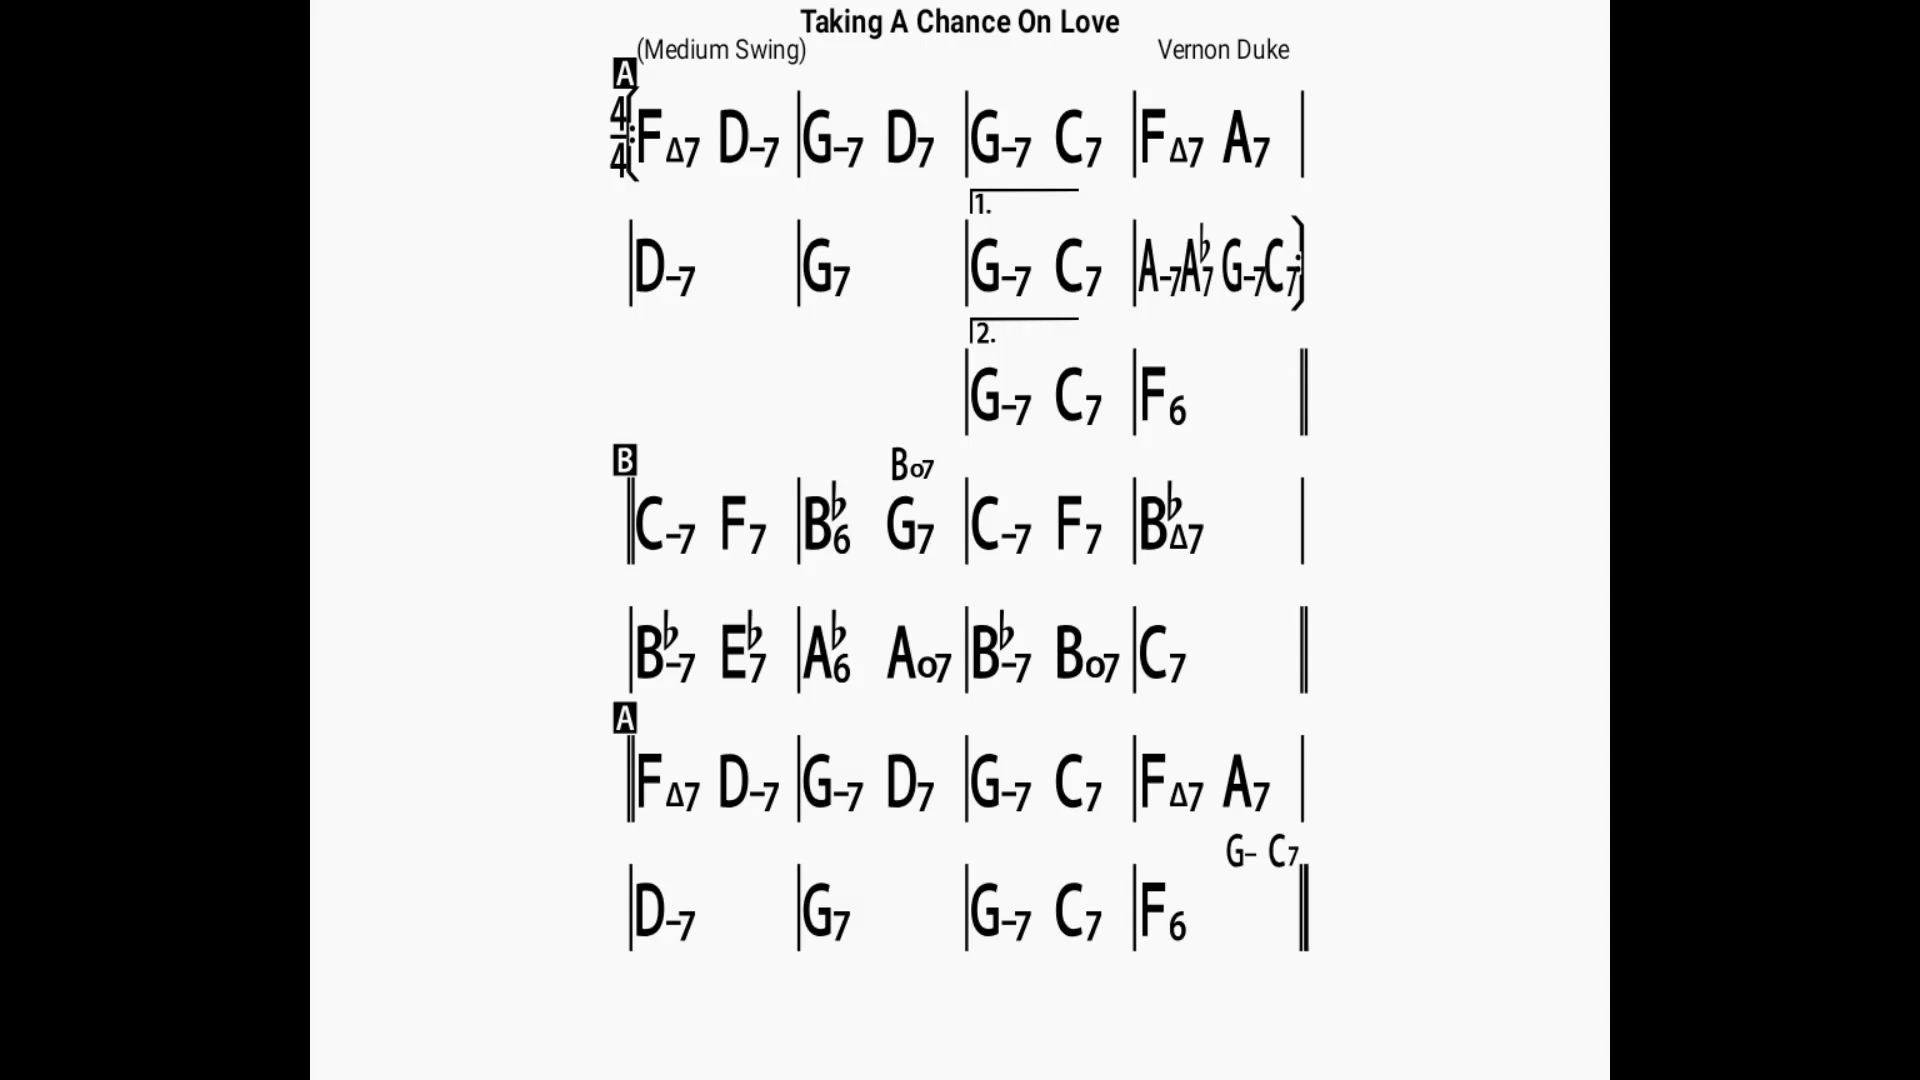 Taking A Chance On Love
(Medium Swing) Vernon Duke
A
4/4 FΔ7 D–7 G–7 D7 G–7 C7 FΔ7 A7
1.
D–7 G7 G–7 C7 A–7 A♭7 G–7 C7
2.
G–7 C7 F6
B Bo7
C–7 F7 B♭6 G7 C–7 F7 B♭Δ7
B♭–7 E♭7 A♭6 Ao7 B♭–7 Bo7 C7
A
FΔ7 D–7 G–7 D7 G–7 C7 FΔ7 A7
G– C7
D–7 G7 G–7 C7 F6